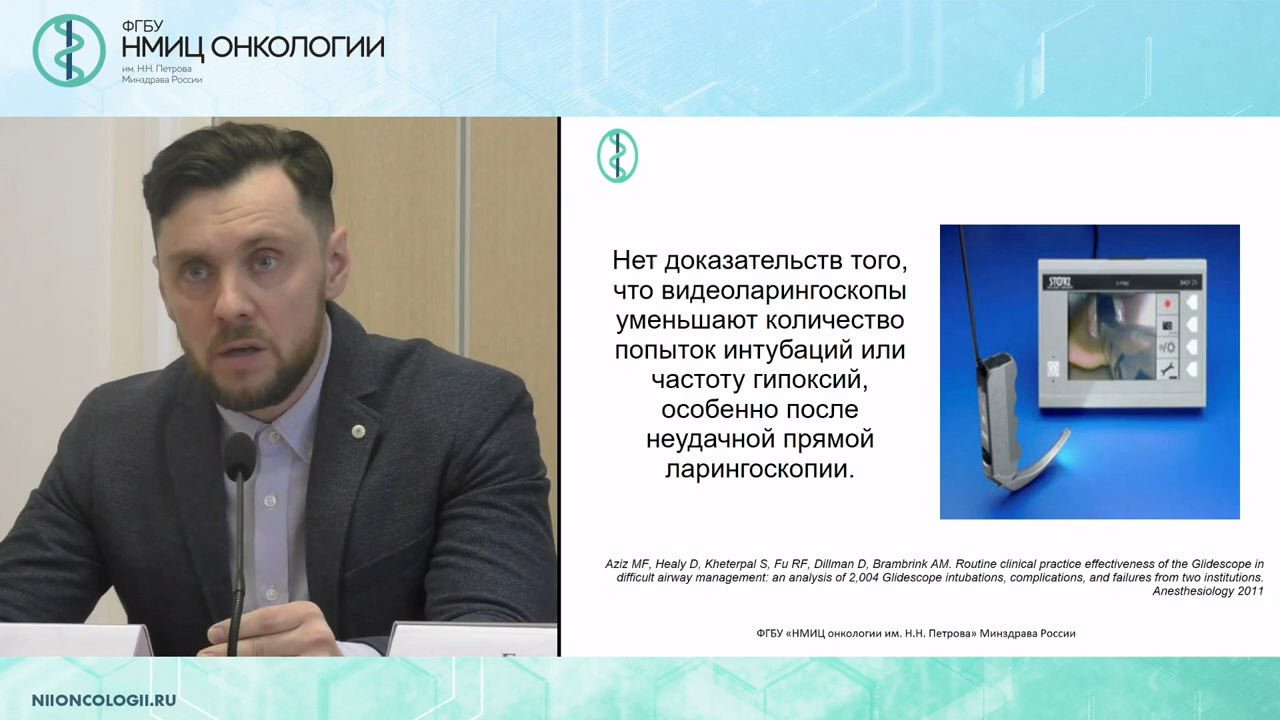 ФГБУ
НМИЦ ОНКОЛОГИИ
им. Н.Н. Петрова
Минздрава России
Нет доказательств того,
что видеоларингоскопы
уменьшают количество
попыток интубаций или
частоту гипоксий,
особенно после
неудачной прямой
ларингоскопии.
STORZ
Aziz MF, Healy D, Kheterpal S, Fu RF, Dillman D, Brambrink AM. Routine clinical practice effectiveness of the Glidescope in
difficult airway management: an analysis of 2,004 Glidescope intubations, complications, and failures from two institutions.
Anesthesiology 2011
ФГБУ «НМИЦ онкологии им. Н.Н. Петрова» Минздрава России
NIIONCOLOGII.RU